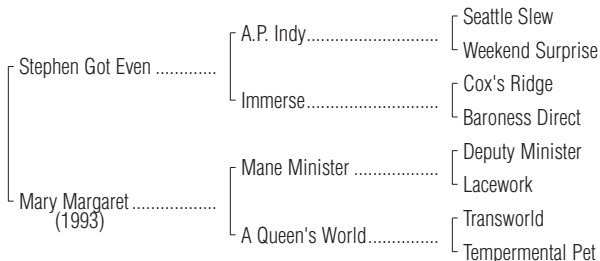 Seattle Slew
A.P. Indy..............................
Weekend Surprise
Stephen Got Even ..............
Cox's Ridge
Immerse..............................
Baroness Direct
Deputy Minister
Mane Minister ...................
Lacework
Mary Margaret...................
(1993)
Transworld
A Queen's World................
Tempermental Pet